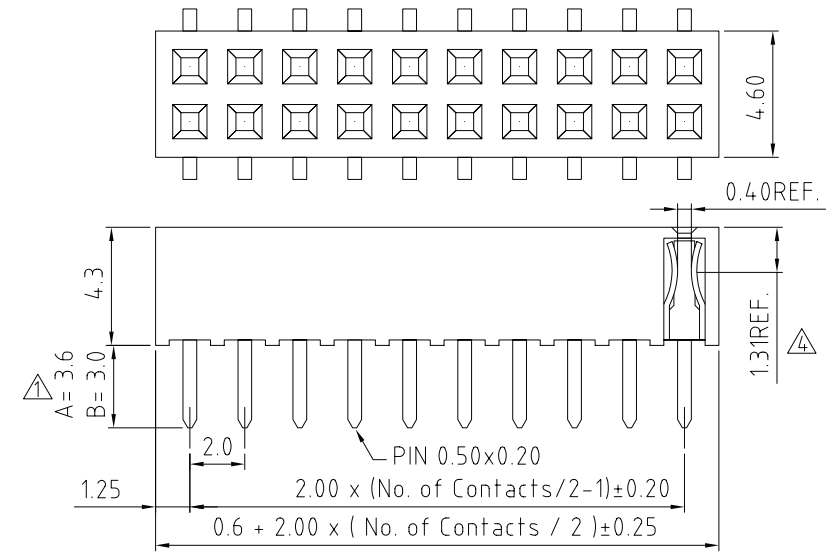 4.60
0.40REF.
4.3
1.31REF.
4
1
A= 3.6
B= 3.0
2.0
PIN 0.50x0.20
1.25
2.00 x (No. of Contacts/2-1)±0.20
0.6 + 2.00 x ( No. of Contacts / 2 )±0.25